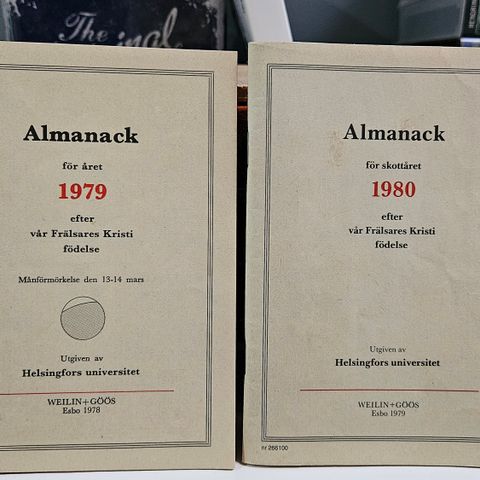 The
Almanack
för året
1979
efter
vår Frälsares Kristi
födelse
Månförmörkelse den 13-14 mars
Utgiven av
Helsingfors universitet
WEILIN+GÖÖS
Esbo 1978
Almanack
för skottåret
1980
efter
vår Frälsares Kristi
födelse
Utgiven av
Helsingfors universitet
WEILIN+GÖÖS
Esbo 1979
nr 266100